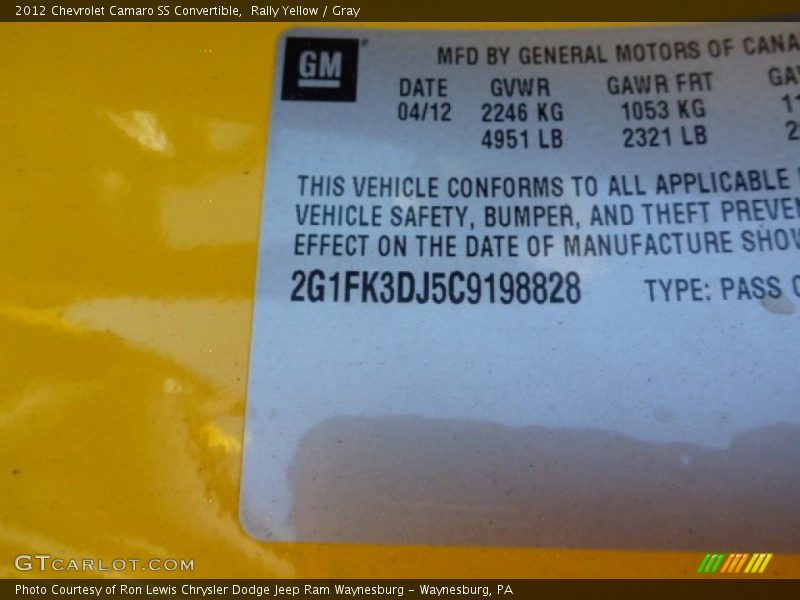 2012 Chevrolet Camaro SS Convertible, Rally Yellow / Gray
GM
MFD BY GENERAL MOTORS OF
DATE GVWR GAWR FRT
04/12 2246 KG 1053 KG
4951 LB 2321 LB
THIS VEHICLE CONFORMS TO ALL APPLICABLE
VEHICLE SAFETY, BUMPER, AND THEFT
EFFECT ON THE DATE OF MANUFACTURE
2G1FK3DJ5C9198828 TYPE: PASS
GTCARLOT.COM
Photo Courtesy of Ron Lewis Chrysler Dodge Jeep Ram Waynesburg - Waynesburg, PA